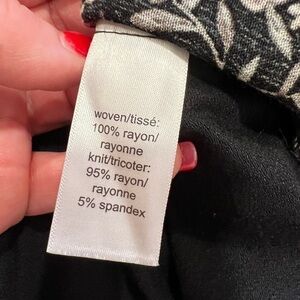 woven/tissé:
100% rayon/
rayonne
knit/tricoter:
95% rayon/
rayonne
5% spandex